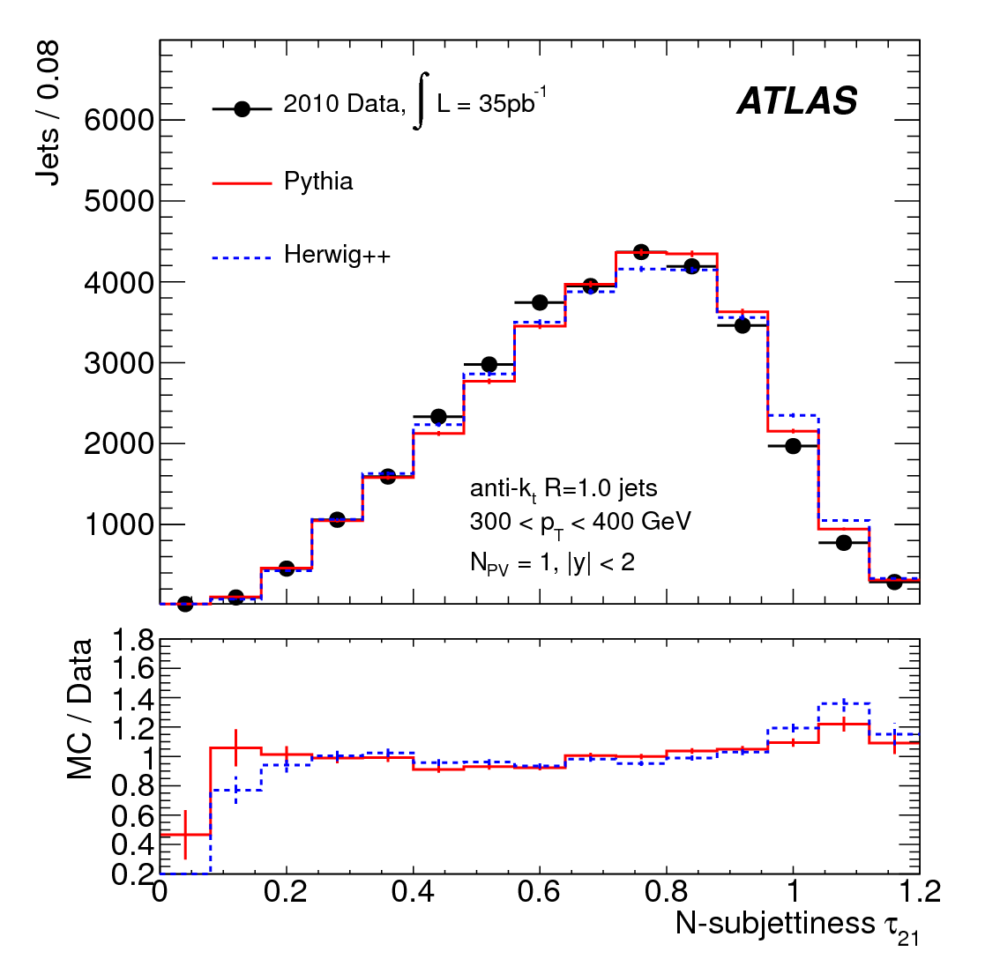 Jets / 0.08
6000
5000
4000
3000
2000
1000
2010 Data, ∫ L = 35pb⁻¹
ATLAS
Pythia
Herwig++
anti-kₜ R=1.0 jets
300 < p_T < 400 GeV
N_PV = 1, |y| < 2
MC / Data
1.8
1.6
1.4
1.2
1
0.8
0.6
0.4
0.2
0 0.2 0.4 0.6 0.8 1 1.2
N-subjettiness τ₂₁